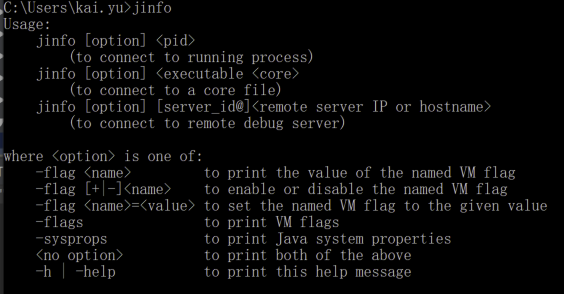 C:\Users\kai.yu>jinfo
Usage:
    jinfo [option] <pid>
        (to connect to running process)
    jinfo [option] <executable <core>
        (to connect to a core file)
    jinfo [option] [server_id@]<remote server IP or hostname>
        (to connect to remote debug server)

where <option> is one of:
    -flag <name>         to print the value of the named VM flag
    -flag [+|-]<name>    to enable or disable the named VM flag
    -flag <name>=<value> to set the named VM flag to the given value
    -flags               to print VM flags
    -sysprops            to print Java system properties
    <no option>          to print both of the above
    -h | -help           to print this help message